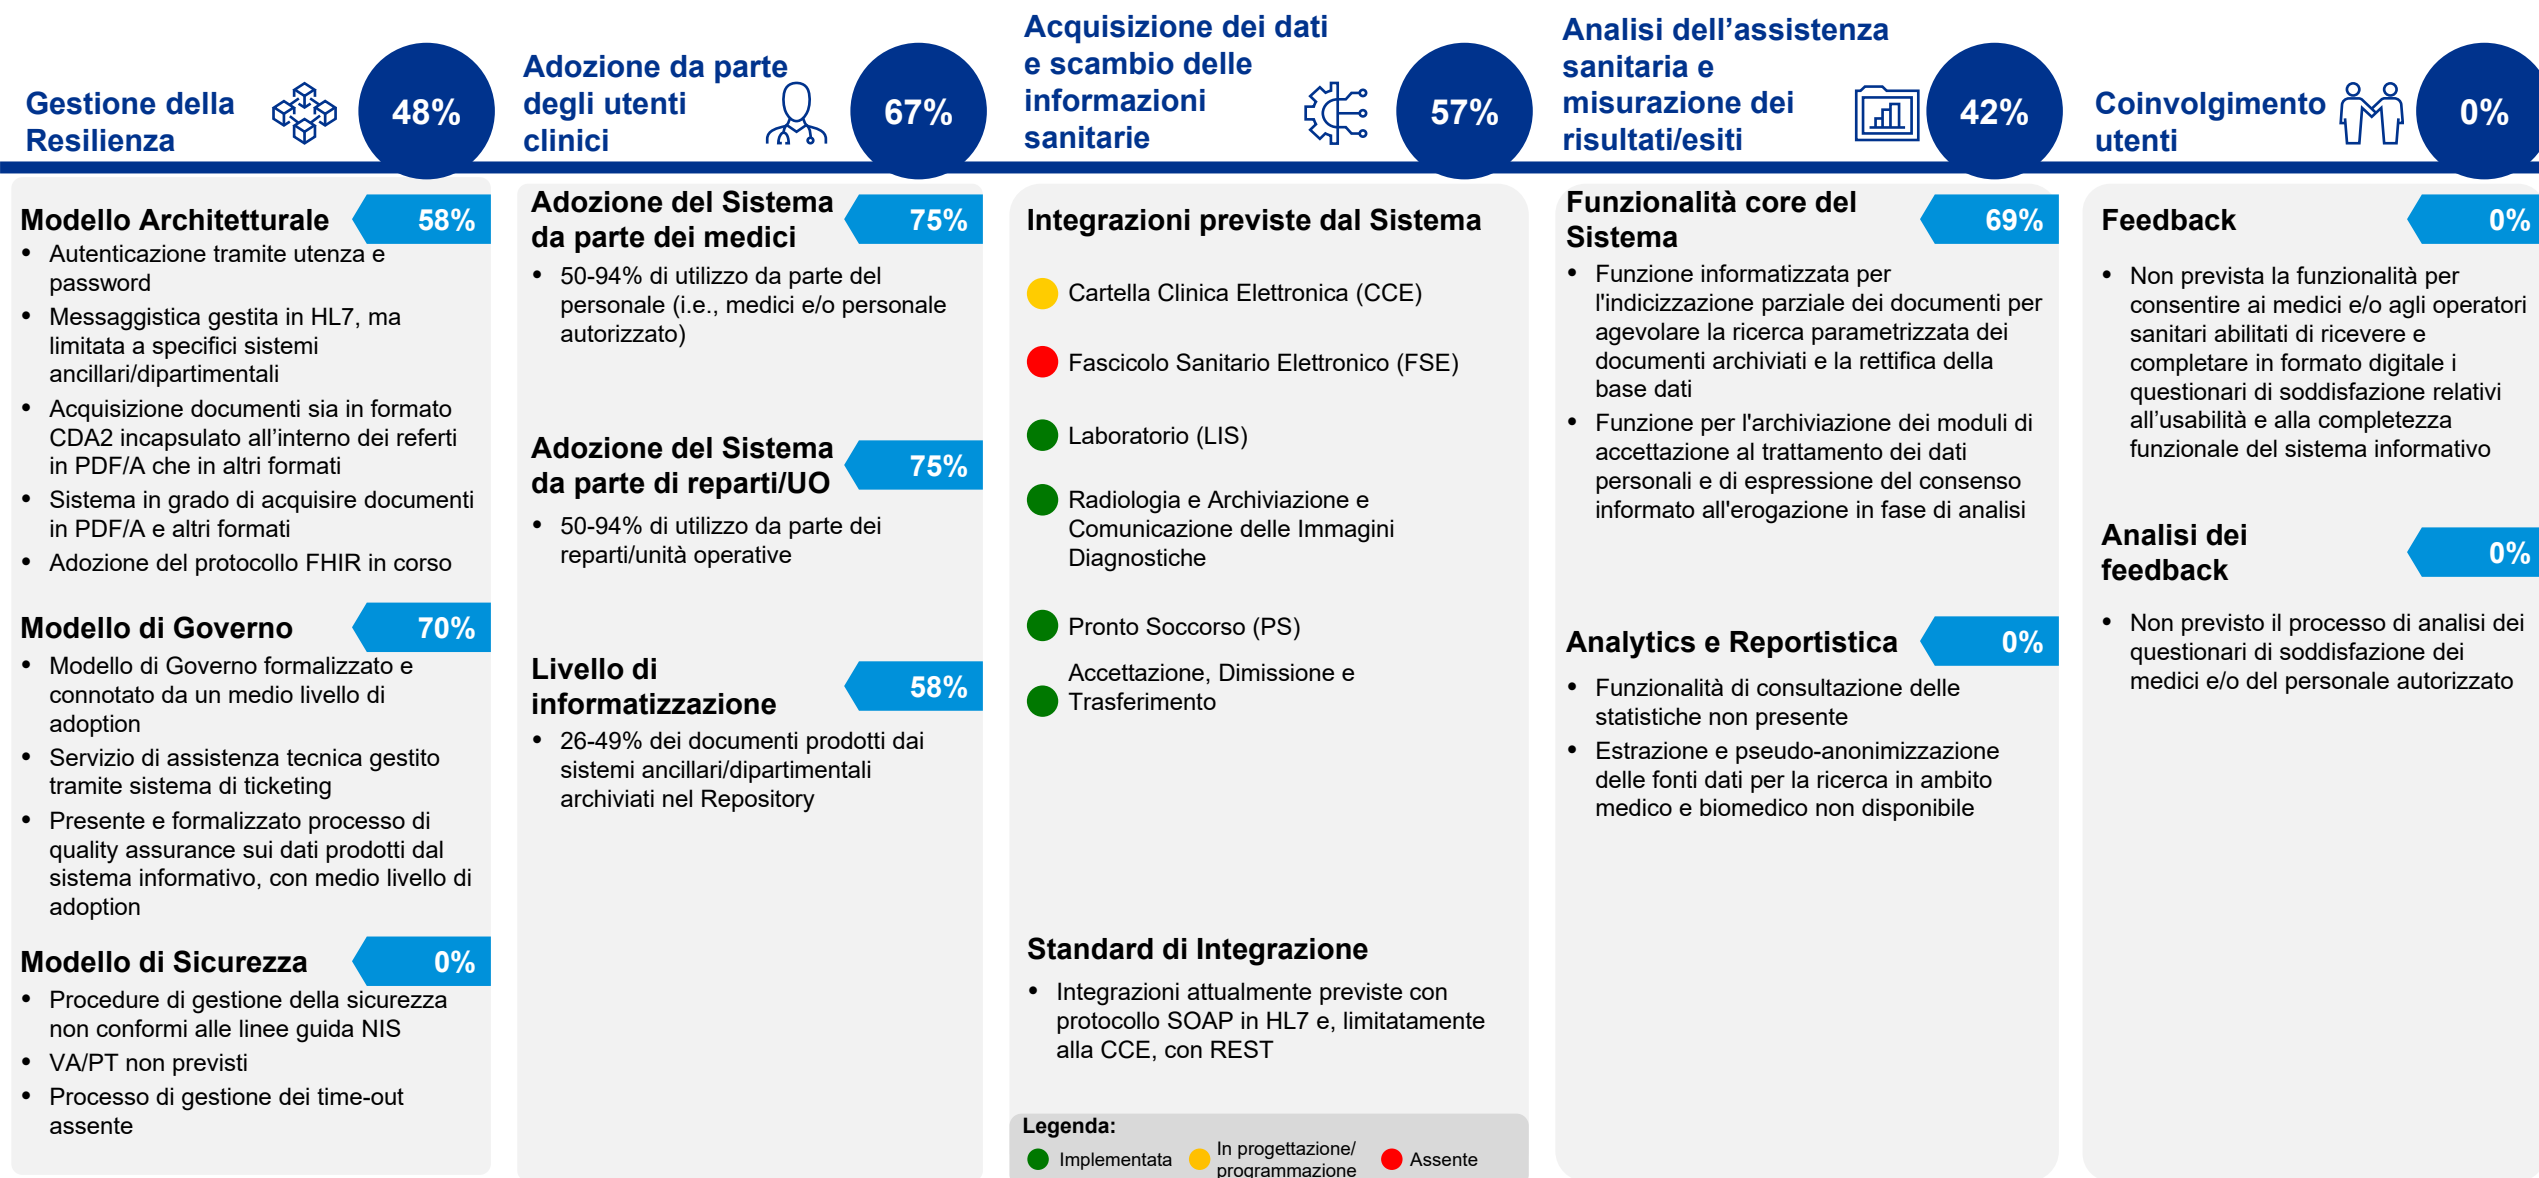 Gestione della
Resilienza
48%
Adozione da parte
degli utenti
clinici
67%
Acquisizione dei dati
e scambio delle
informazioni
sanitarie
57%
Analisi dell’assistenza
sanitaria e
misurazione dei
risultati/esiti
42%
Coinvolgimento
utenti
0%
Modello Architetturale
58%
• Autenticazione tramite utenza e
password
• Messaggistica gestita in HL7, ma
limitata a specifici sistemi
ancillari/dipartimentali
• Acquisizione documenti sia in formato
CDA2 incapsulato all’interno dei referti
in PDF/A che in altri formati
• Sistema in grado di acquisire documenti
in PDF/A e altri formati
• Adozione del protocollo FHIR in corso
Modello di Governo
70%
• Modello di Governo formalizzato e
connotato da un medio livello di
adoption
• Servizio di assistenza tecnica gestito
tramite sistema di ticketing
• Presente e formalizzato processo di
quality assurance sui dati prodotti dal
sistema informativo, con medio livello di
adoption
Modello di Sicurezza
0%
• Procedure di gestione della sicurezza
non conformi alle linee guida NIS
• VA/PT non previsti
• Processo di gestione dei time-out
assente
Adozione del Sistema
da parte dei medici
75%
• 50-94% di utilizzo da parte del
personale (i.e., medici e/o personale
autorizzato)
Adozione del Sistema
da parte di reparti/UO
75%
• 50-94% di utilizzo da parte dei
reparti/unità operative
Livello di
informatizzazione
58%
• 26-49% dei documenti prodotti dai
sistemi ancillari/dipartimentali
archiviati nel Repository
Integrazioni previste dal Sistema
Cartella Clinica Elettronica (CCE)
Fascicolo Sanitario Elettronico (FSE)
Laboratorio (LIS)
Radiologia e Archiviazione e
Comunicazione delle Immagini
Diagnostiche
Pronto Soccorso (PS)
Accettazione, Dimissione e
Trasferimento
Standard di Integrazione
• Integrazioni attualmente previste con
protocollo SOAP in HL7 e, limitatamente
alla CCE, con REST
Legenda:
Implementata
In progettazione/
programmazione
Assente
Funzionalità core del
Sistema
69%
• Funzione informatizzata per
l'indicizzazione parziale dei documenti per
agevolare la ricerca parametrizzata dei
documenti archiviati e la rettifica della
base dati
• Funzione per l'archiviazione dei moduli di
accettazione al trattamento dei dati
personali e di espressione del consenso
informato all'erogazione in fase di analisi
Analytics e Reportistica
0%
• Funzionalità di consultazione delle
statistiche non presente
• Estrazione e pseudo-anonimizzazione
delle fonti dati per la ricerca in ambito
medico e biomedico non disponibile
Feedback
0%
• Non prevista la funzionalità per
consentire ai medici e/o agli operatori
sanitari abilitati di ricevere e
completare in formato digitale i
questionari di soddisfazione relativi
all’usabilità e alla completezza
funzionale del sistema informativo
Analisi dei
feedback
0%
• Non previsto il processo di analisi dei
questionari di soddisfazione dei
medici e/o del personale autorizzato